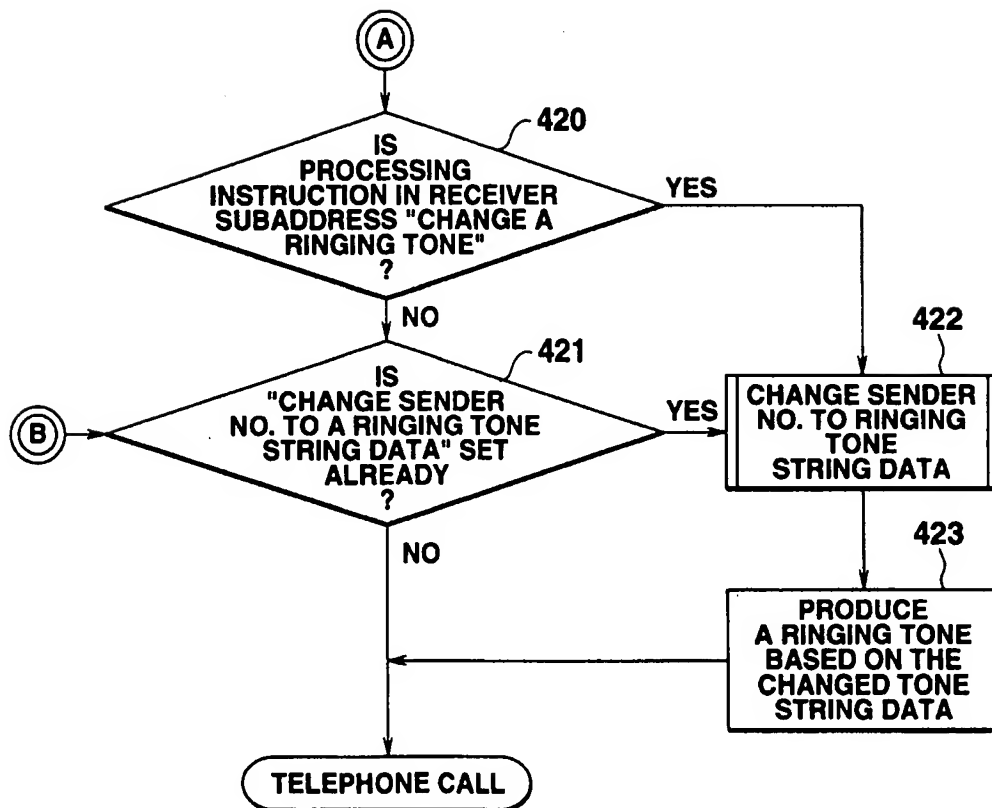 A
420
IS
PROCESSING
INSTRUCTION IN RECEIVER
SUBADDRESS "CHANGE A
RINGING TONE"
?
YES
NO
421
IS
"CHANGE SENDER
NO. TO A RINGING TONE
STRING DATA" SET
ALREADY
?
B
YES
422
CHANGE SENDER
NO. TO RINGING
TONE
STRING DATA
NO
423
PRODUCE
A RINGING TONE
BASED ON THE
CHANGED TONE
STRING DATA
TELEPHONE CALL